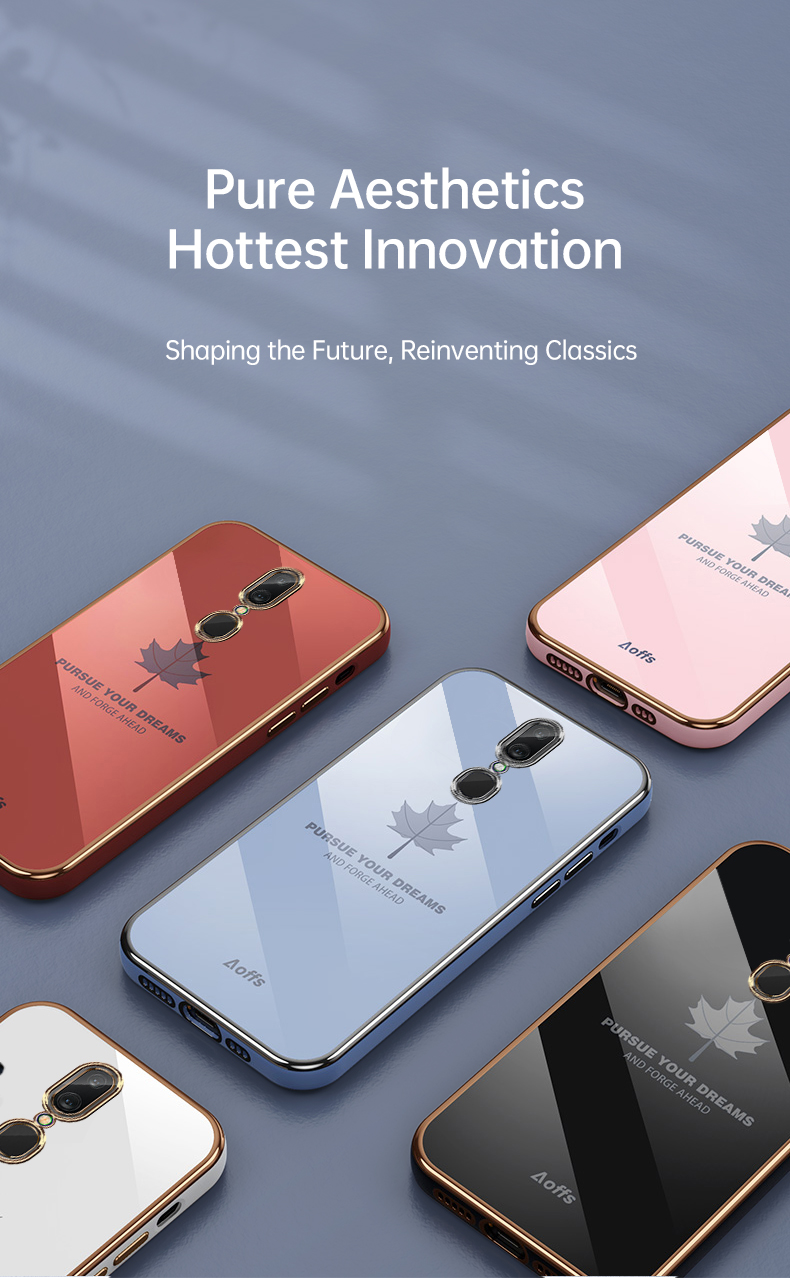 Pure Aesthetics
Hottest Innovation
Shaping the Future, Reinventing Classics
PURSUE YOUR DREAM
AND FORGE AHEAD
Aoffs
PURSUE YOUR DREAMS
AND FORGE AHEAD
PURSUE YOUR DREAMS
AND FORGE AHEAD
Aoffs
PURSUE YOUR DREAMS
AND FORGE AHEAD
Aoffs